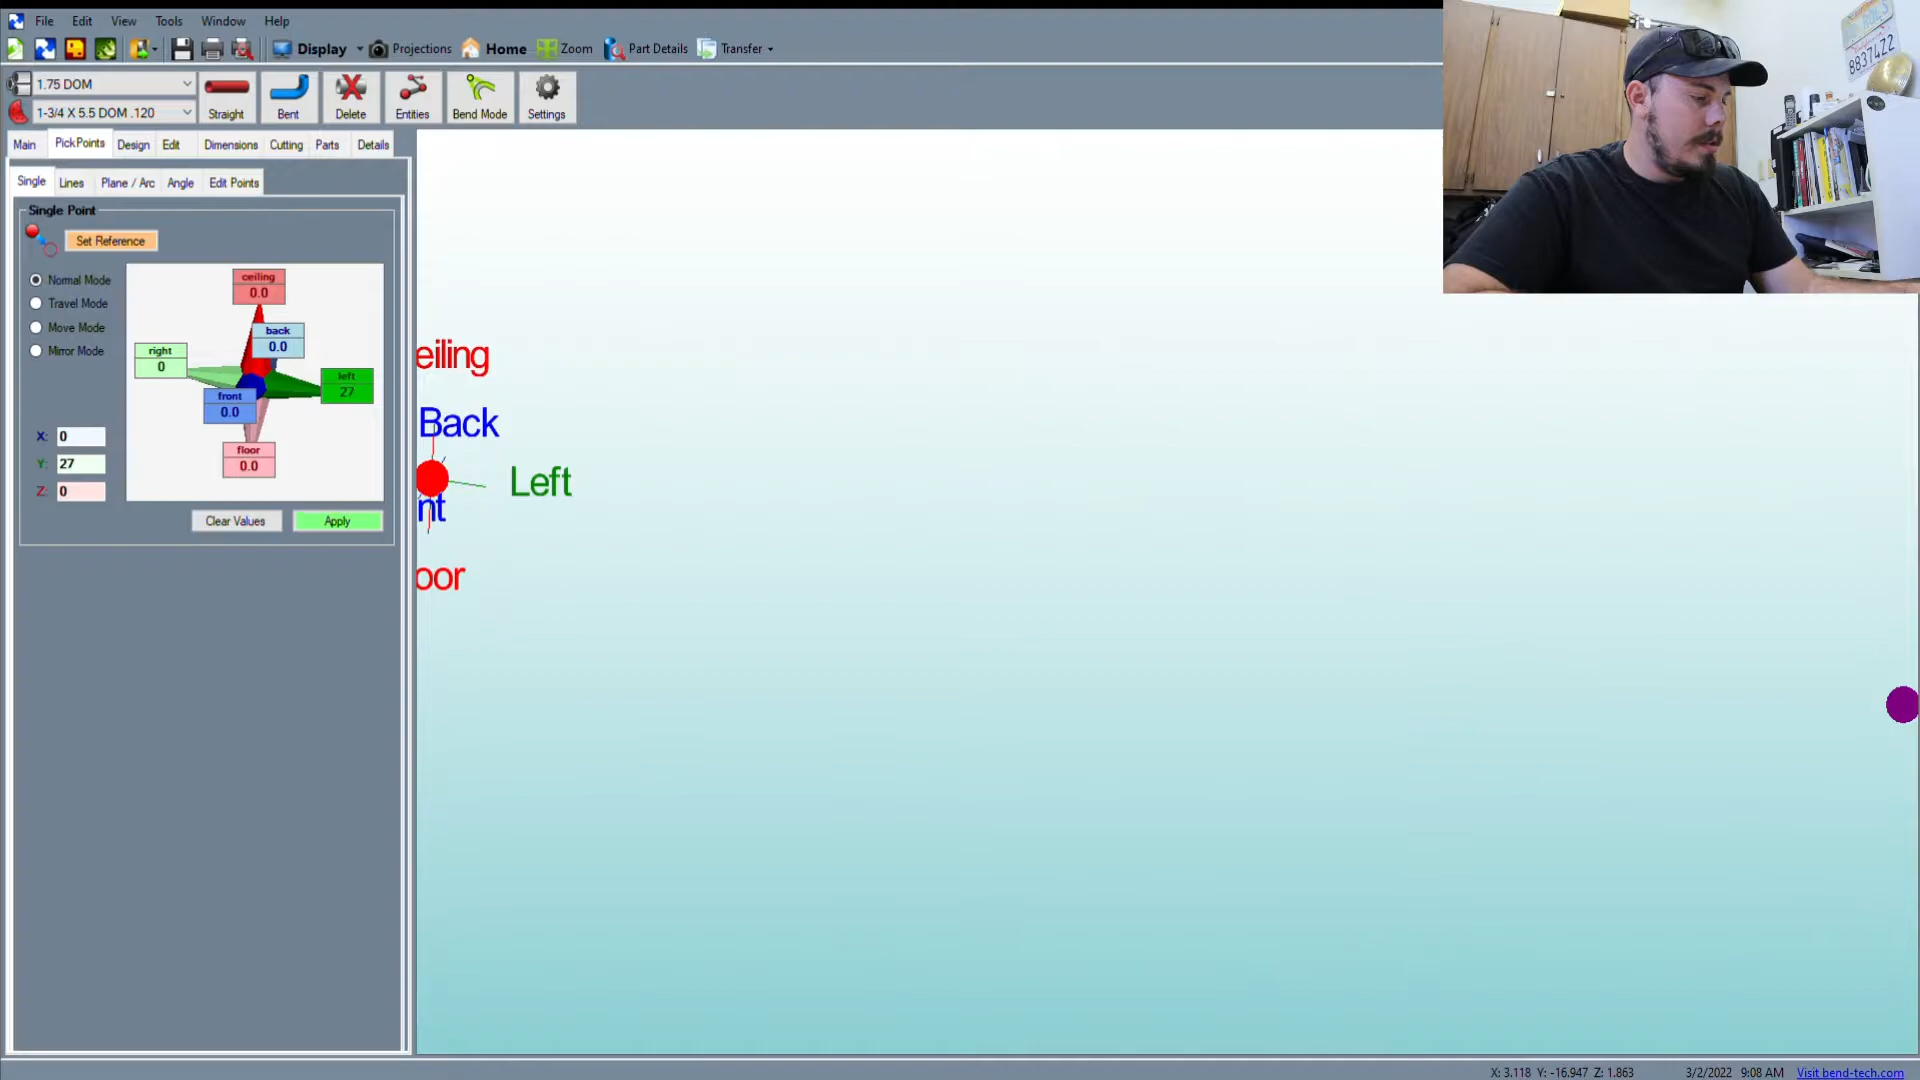 File Edit View Tools Window Help
Display Projections Home Zoom Part Details Transfer
1.75 DOM
1-3/4 X 5.5 DOM .120
Straight Bent Delete Entities Bend Mode Settings
Main PickPoints Design Edit Dimensions Cutting Parts Details
Single Lines Plane / Arc Angle Edit Points
Single Point
Set Reference
Normal Mode
Travel Mode
Move Mode
Mirror Mode
ceiling
0.0
back
0.0
right
0
left
27
front
0.0
floor
0.0
X: 0
Y: 27
Z: 0
Clear Values Apply
eiling
Back
Left
nt
oor
88374Z2
X: 3.118 Y: -16.947 Z: 1.863 3/2/2022 9:08 AM Visit bend-tech.com